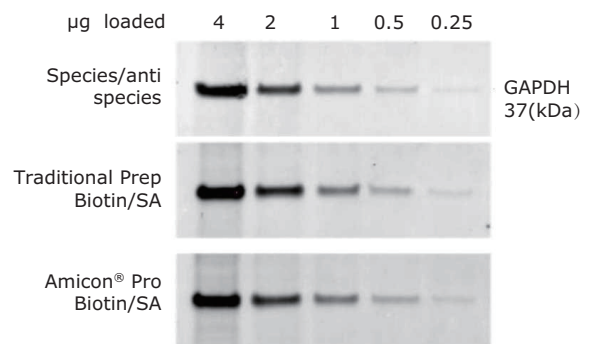 µg loaded 4 2 1 0.5 0.25
Species/anti
species
GAPDH
37(kDa)
Traditional Prep
Biotin/SA
Amicon® Pro
Biotin/SA